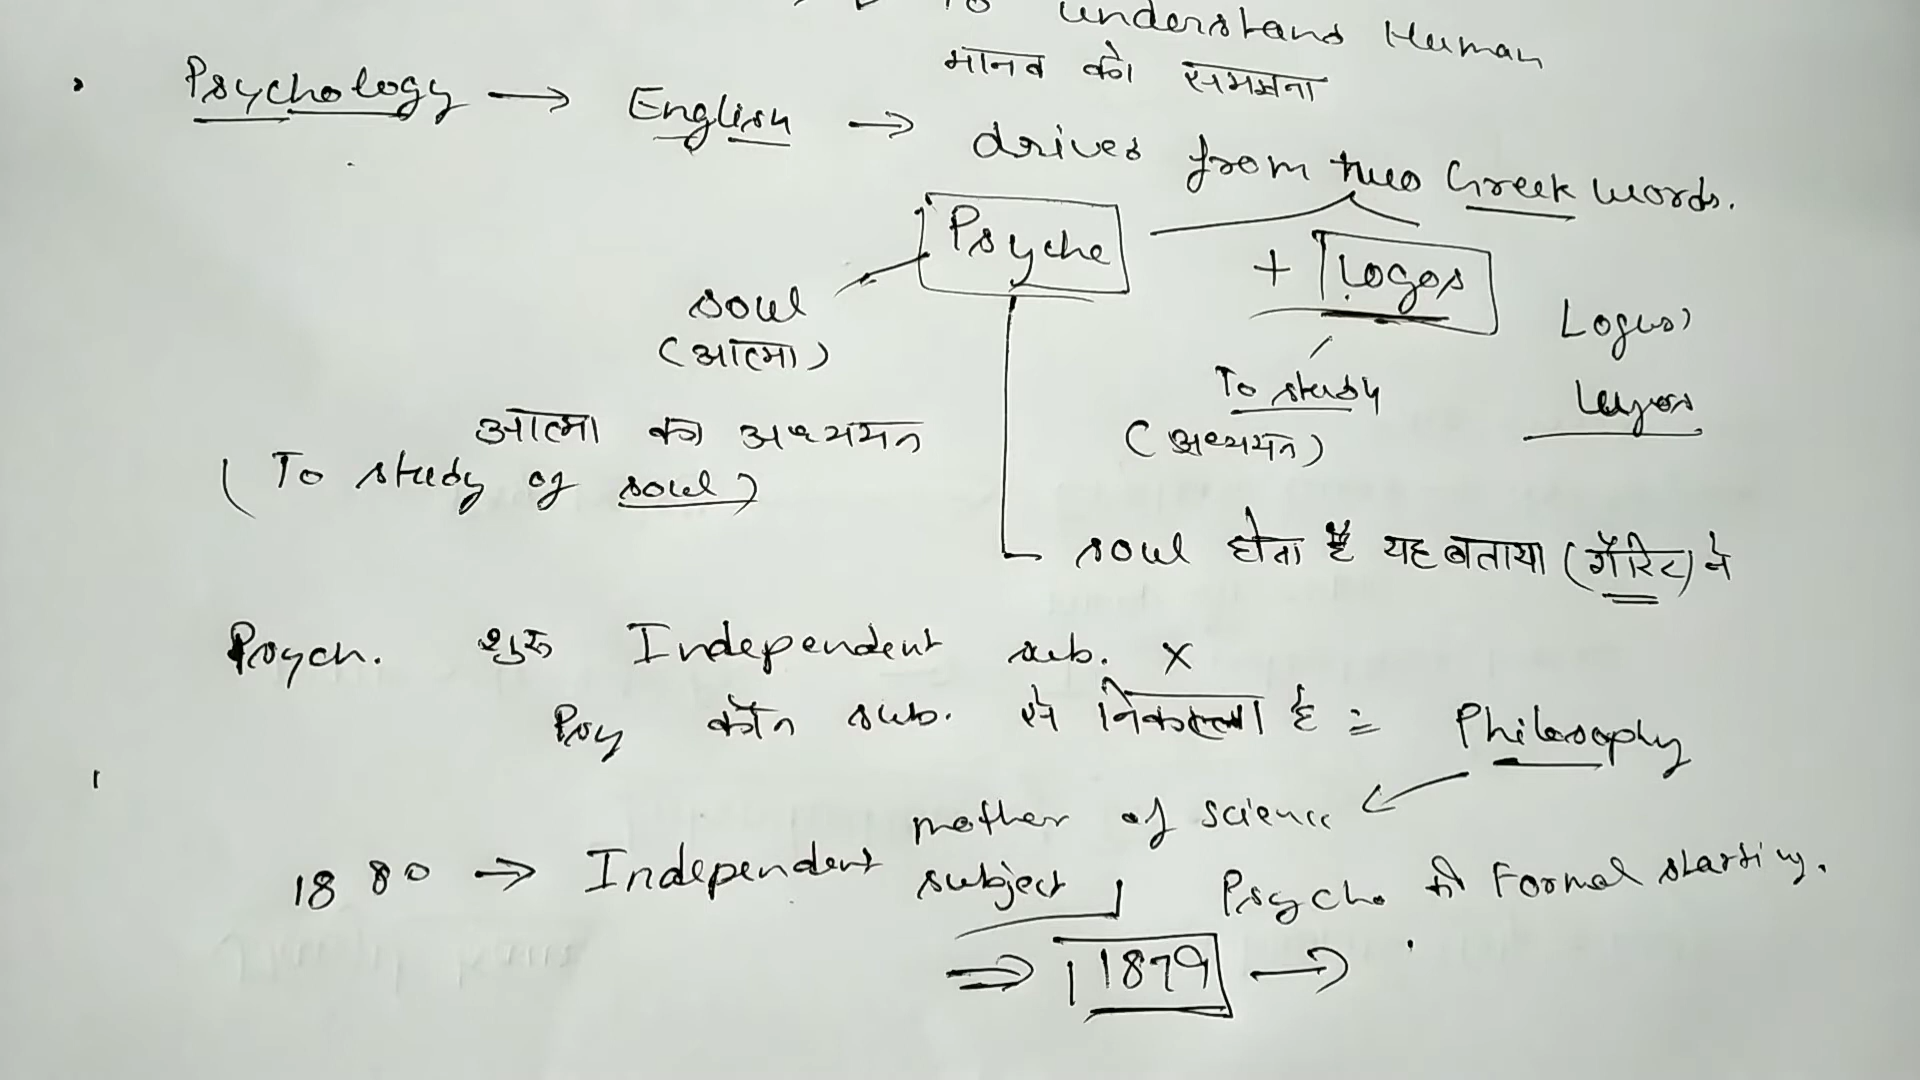 To understand Human
मानव को समझना
Psychology → English → drives from two Greek words.
Psyche + Logos
soul
(आत्मा)
Logus)
To study
(अध्ययन)
आत्मा का अध्ययन
(To study of soul)
soul होता है यह बताया (गैरिट) ने
Psych. शुरू Independent sub. X
Psy कौन sub. से निकला है = Philosophy
mother of science
1880 → Independent subject
Psycho की Formal starting.
⇒ 1879 →